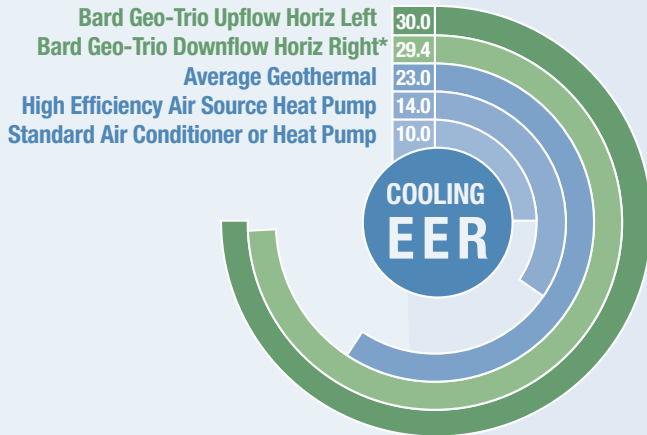 Bard Geo-Trio Upflow Horiz Left 30.0
Bard Geo-Trio Downflow Horiz Right* 29.4
Average Geothermal 23.0
High Efficiency Air Source Heat Pump 14.0
Standard Air Conditioner or Heat Pump 10.0
COOLING
EER